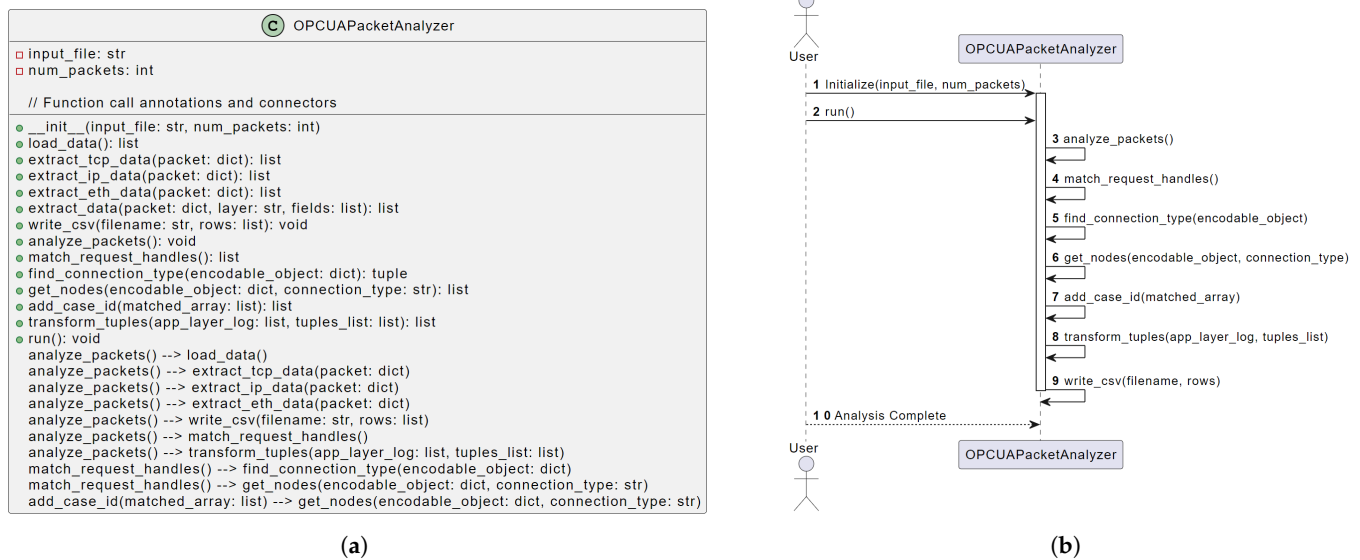 C OPCUAPacketAnalyzer
input_file: str
num_packets: int
// Function call annotations and connectors
__init__(input_file: str, num_packets: int)
load_data(): list
extract_tcp_data(packet: dict): list
extract_ip_data(packet: dict): list
extract_eth_data(packet: dict): list
extract_data(packet: dict, layer: str, fields: list): list
write_csv(filename: str, rows: list): void
analyze_packets(): void
match_request_handles(): list
find_connection_type(encodable_object: dict): tuple
get_nodes(encodable_object: dict, connection_type: str): list
add_case_id(matched_array: list): list
transform_tuples(app_layer_log: list, tuples_list: list): list
run(): void
analyze_packets() --> load_data()
analyze_packets() --> extract_tcp_data(packet: dict)
analyze_packets() --> extract_ip_data(packet: dict)
analyze_packets() --> extract_eth_data(packet: dict)
analyze_packets() --> write_csv(filename: str, rows: list)
analyze_packets() --> match_request_handles()
analyze_packets() --> transform_tuples(app_layer_log: list, tuples_list: list)
match_request_handles() --> find_connection_type(encodable_object: dict)
match_request_handles() --> get_nodes(encodable_object: dict, connection_type: str)
add_case_id(matched_array: list) --> get_nodes(encodable_object: dict, connection_type: str)
(a)
User
OPCUAPacketAnalyzer
1 Initialize(input_file, num_packets)
2 run()
3 analyze_packets()
4 match_request_handles()
5 find_connection_type(encodable_object)
6 get_nodes(encodable_object, connection_type)
7 add_case_id(matched_array)
8 transform_tuples(app_layer_log, tuples_list)
9 write_csv(filename, rows)
1 0 Analysis Complete
User
OPCUAPacketAnalyzer
(b)